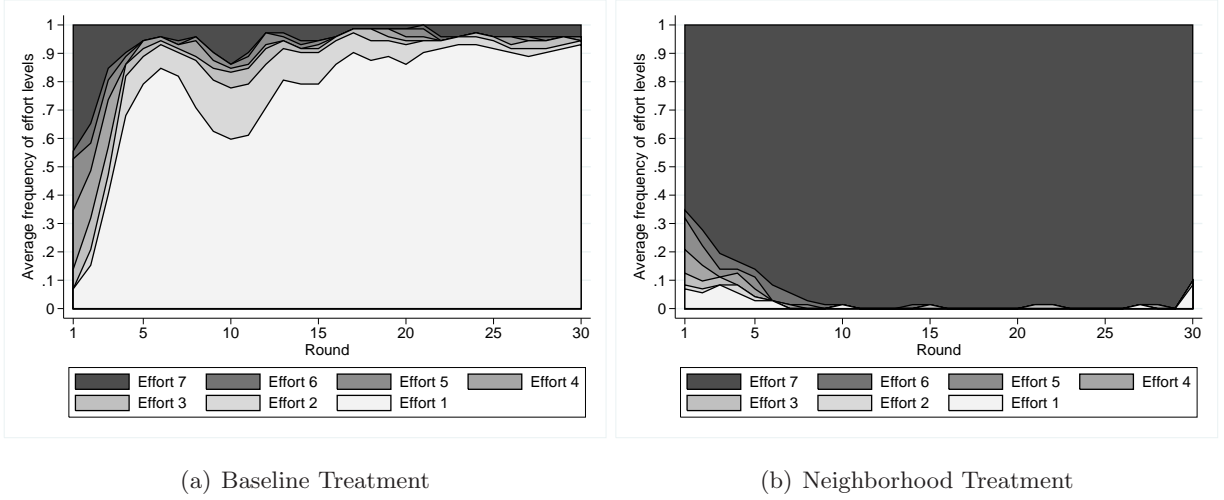 Average frequency of effort levels
1
.9
.8
.7
.6
.5
.4
.3
.2
.1
0
1 5 10 15 20 25 30
Round
Effort 7 Effort 6 Effort 5 Effort 4
Effort 3 Effort 2 Effort 1
(a) Baseline Treatment
Average frequency of effort levels
1
.9
.8
.7
.6
.5
.4
.3
.2
.1
0
1 5 10 15 20 25 30
Round
Effort 7 Effort 6 Effort 5 Effort 4
Effort 3 Effort 2 Effort 1
(b) Neighborhood Treatment